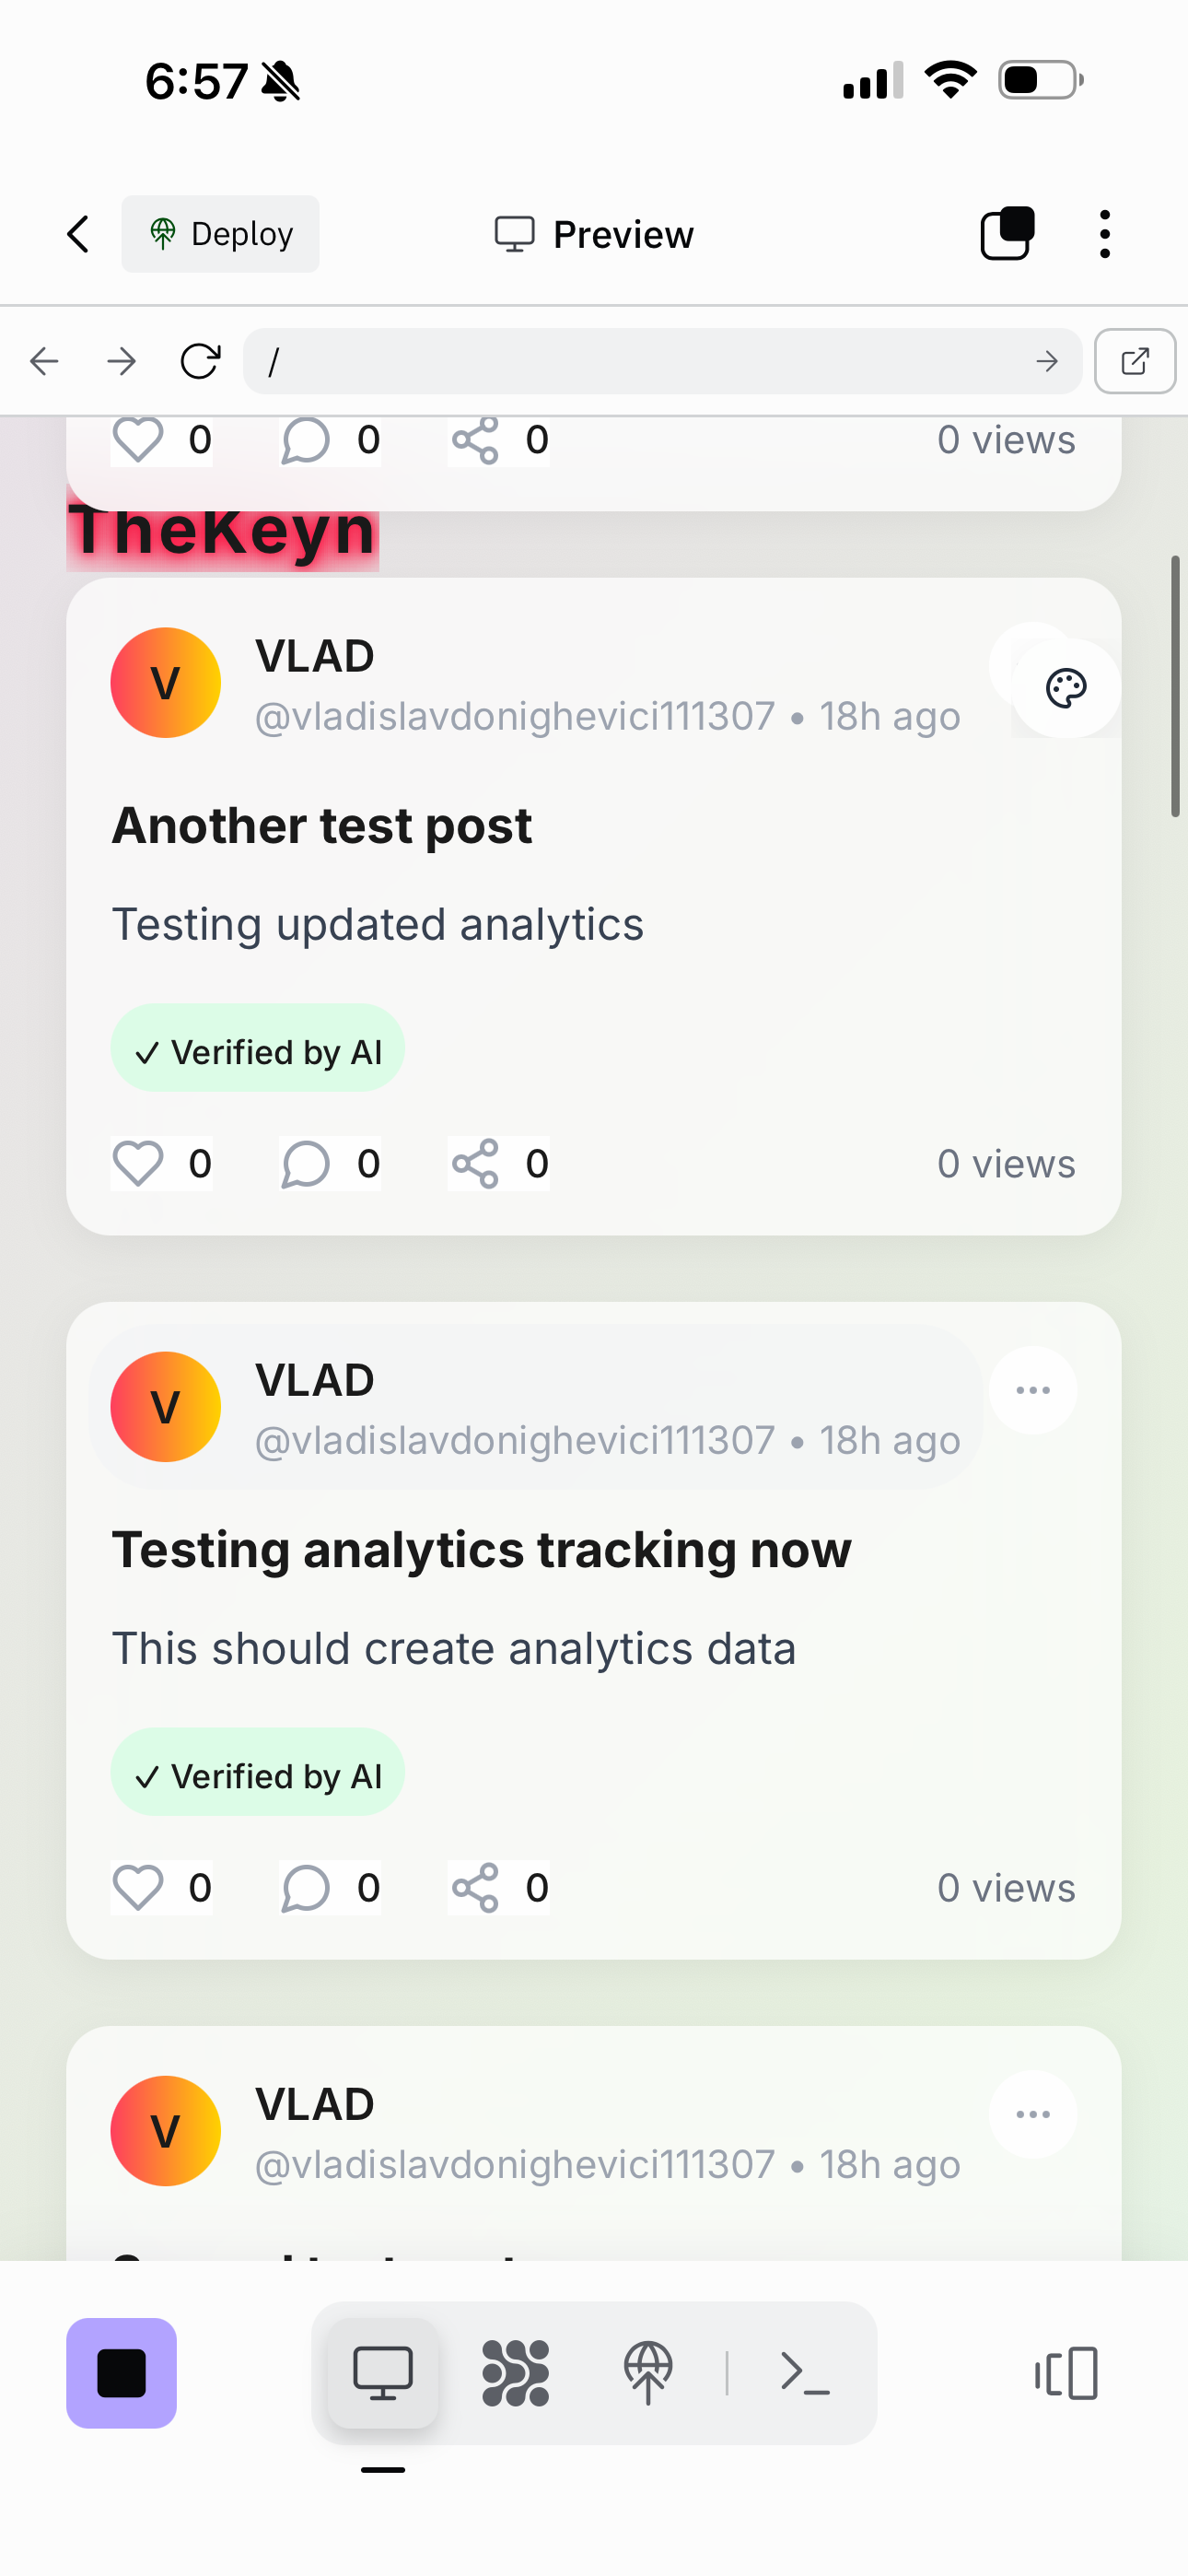 6:57
Deploy
Preview
/
0 0 0 0 views
TheKeyn
V
VLAD
@vladislavdonighevici111307 • 18h ago
Another test post
Testing updated analytics
✓ Verified by AI
0 0 0 0 views
V
VLAD
@vladislavdonighevici111307 • 18h ago
Testing analytics tracking now
This should create analytics data
✓ Verified by AI
0 0 0 0 views
V
VLAD
@vladislavdonighevici111307 • 18h ago